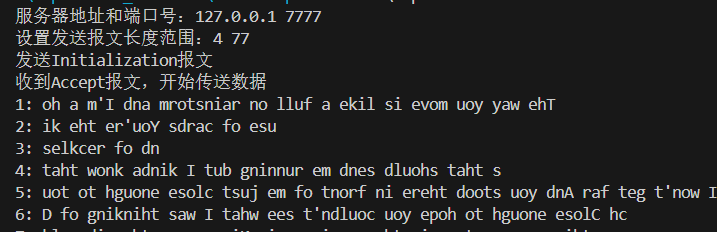 服务器地址和端口号：127.0.0.1 7777
设置发送报文长度范围：4 77
发送Initialization报文
收到Accept报文，开始传送数据
1: oh a m'I dna mrotsniar no lluf a ekil si evom uoy yaw ehT
2: ik eht er'uoY sdrac fo esu
3: selkcer fo dn
4: taht wonk adnik I tub gninnur em dnes dluohs taht s
5: uot ot hguone esolc tsuj em fo tnorf ni ereht doots uoy dnA raf teg t'now I
6: D fo gnikniht saw I tahw ees t'ndluoc uoy epoh ot hguone esolC hc